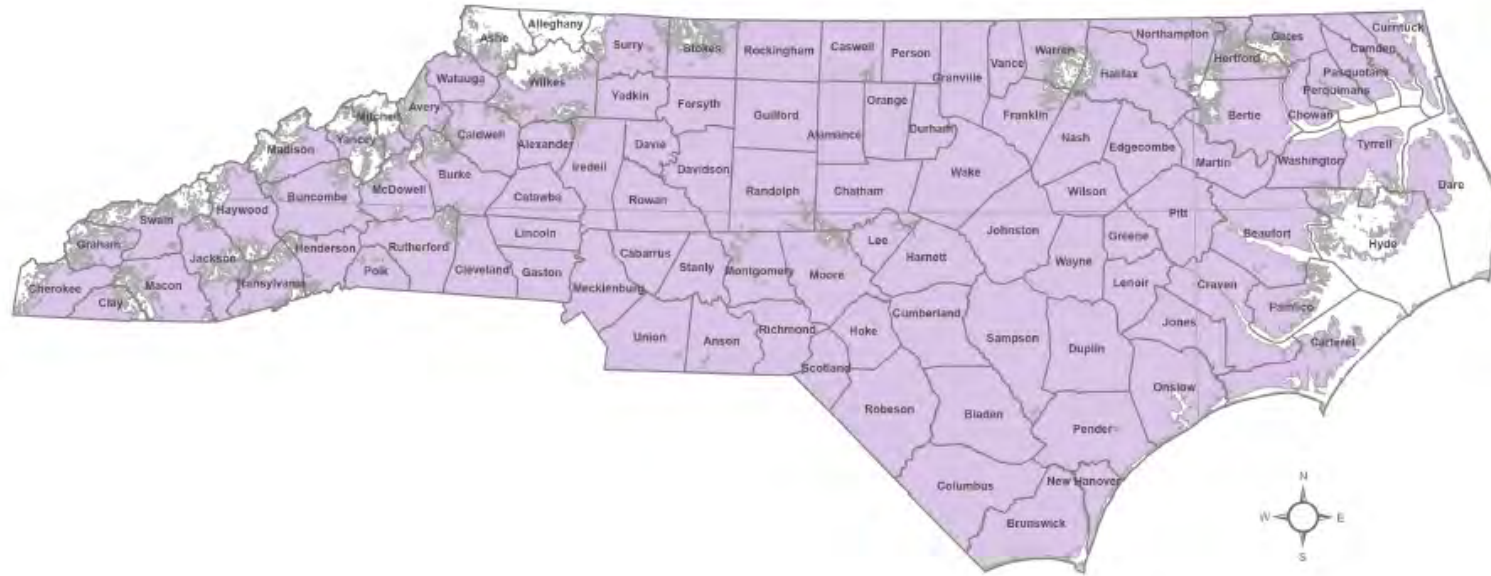 Alleghany
Ashe
Surry
Stokes
Rockingham
Caswell
Person
Vance
Warren
Northampton
Gates
Currituck
Camden
Hertford
Halifax
Granville
Pasquotank
Perquimans
Watauga
Wilkes
Yadkin
Forsyth
Guilford
Orange
Durham
Franklin
Bertie
Chowan
Avery
Mitchell
Yancey
Caldwell
Alexander
Davie
Alamance
Nash
Edgecombe
Martin
Washington
Tyrrell
Dare
Madison
Iredell
Davidson
Burke
McDowell
Buncombe
Catawba
Rowan
Randolph
Chatham
Wake
Wilson
Haywood
Swain
Pitt
Beaufort
Hyde
Lincoln
Johnston
Greene
Graham
Jackson
Henderson
Rutherford
Cabarrus
Lee
Harnett
Wayne
Polk
Cleveland
Gaston
Stanly
Montgomery
Moore
Lenoir
Craven
Cherokee
Macon
Transylvania
Mecklenburg
Clay
Pamlico
Cumberland
Jones
Union
Anson
Richmond
Hoke
Sampson
Duplin
Carteret
Scotland
Onslow
Robeson
Bladen
Pender
Columbus
New Hanover
Brunswick
N
W
E
S